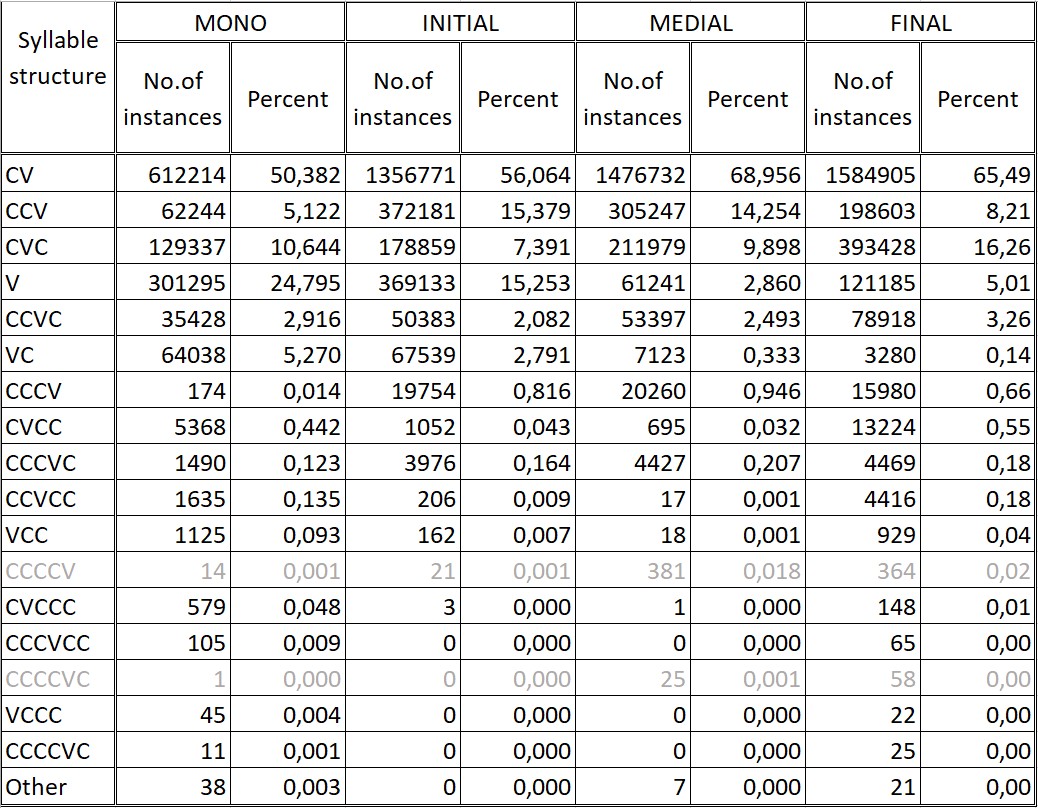 Syllable structure MONO INITIAL MEDIAL FINAL
No.of instances Percent No.of instances Percent No.of instances Percent No.of instances Percent
CV 612214 50,382 1356771 56,064 1476732 68,956 1584905 65,49
CCV 62244 5,122 372181 15,379 305247 14,254 198603 8,21
CVC 129337 10,644 178859 7,391 211979 9,898 393428 16,26
V 301295 24,795 369133 15,253 61241 2,860 121185 5,01
CCVC 35428 2,916 50383 2,082 53397 2,493 78918 3,26
VC 64038 5,270 67539 2,791 7123 0,333 3280 0,14
CCCV 174 0,014 19754 0,816 20260 0,946 15980 0,66
CVCC 5368 0,442 1052 0,043 695 0,032 13224 0,55
CCCVC 1490 0,123 3976 0,164 4427 0,207 4469 0,18
CCVCC 1635 0,135 206 0,009 17 0,001 4416 0,18
VCC 1125 0,093 162 0,007 18 0,001 929 0,04
CCCCV 14 0,001 21 0,001 381 0,018 364 0,02
CVCCC 579 0,048 3 0,000 1 0,000 148 0,01
CCCVCC 105 0,009 0 0,000 0 0,000 65 0,00
CCCCVC 1 0,000 0 0,000 25 0,001 58 0,00
VCCC 45 0,004 0 0,000 0 0,000 22 0,00
CCCCVC 11 0,001 0 0,000 0 0,000 25 0,00
Other 38 0,003 0 0,000 7 0,000 21 0,00